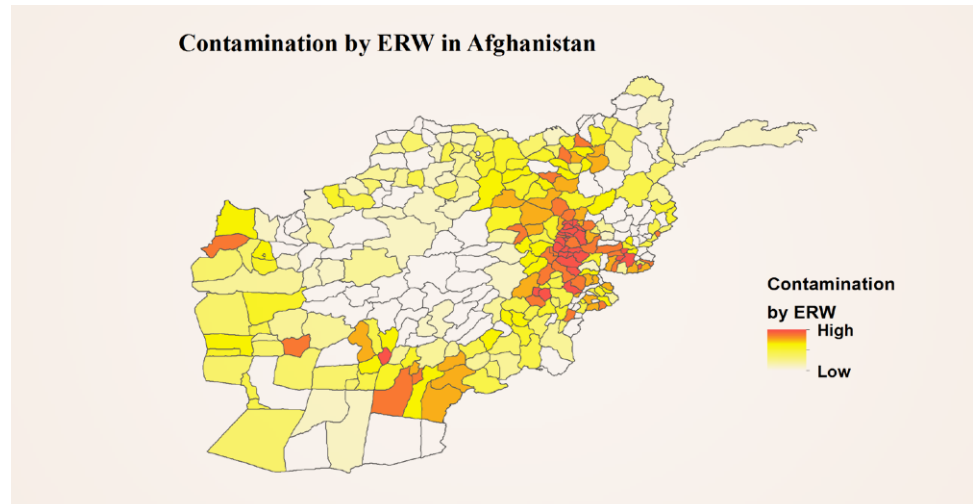 Contamination by ERW in Afghanistan
Contamination
by ERW
High
Low